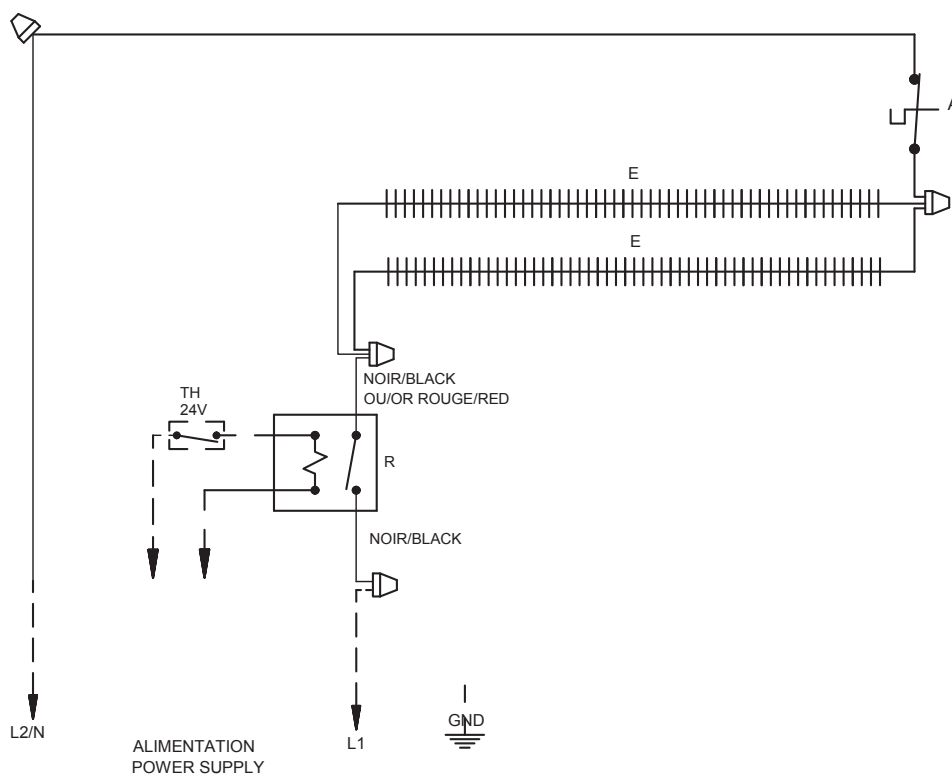 A
E
E
NOIR/BLACK
OU/OR ROUGE/RED
TH
24V
R
NOIR/BLACK
L2/N
L1
GND
ALIMENTATION
POWER SUPPLY